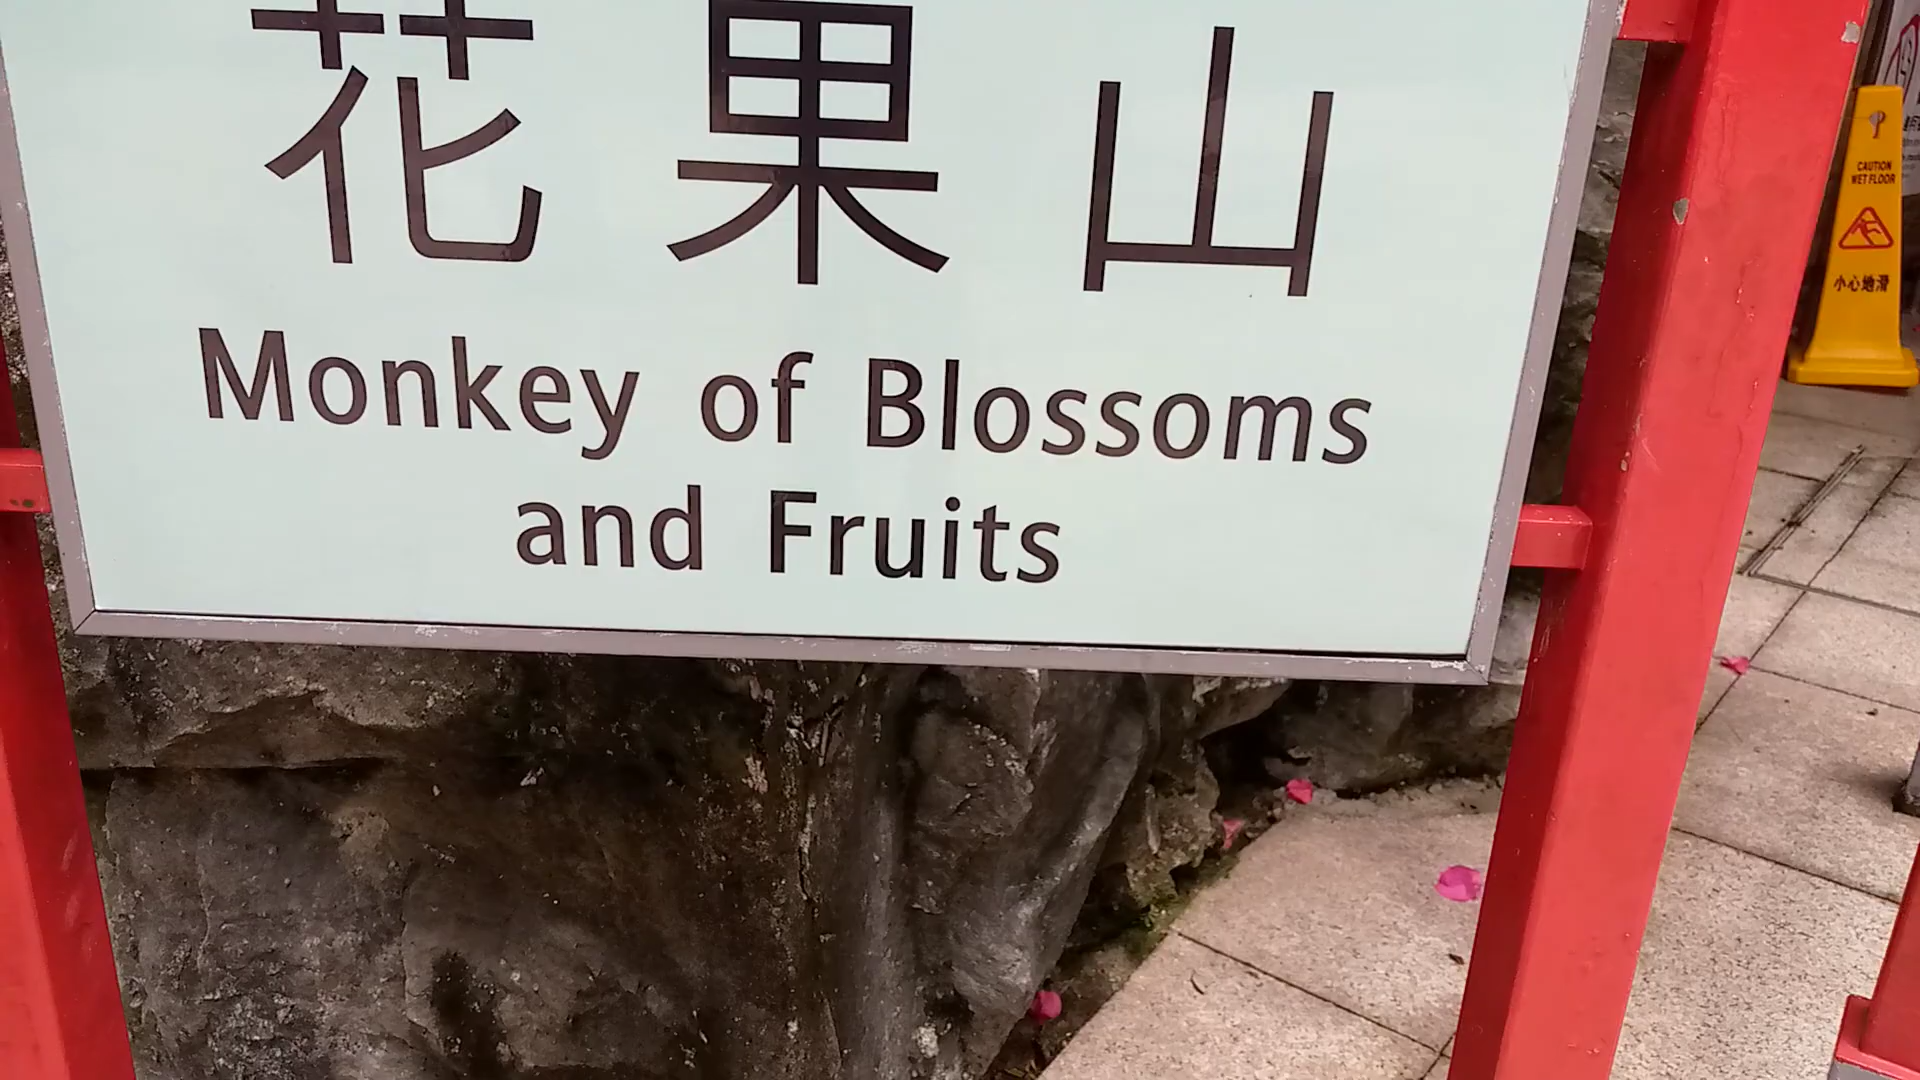 花果山
Monkey of Blossoms
and Fruits
CAUTION
WET FLOOR
小心地滑